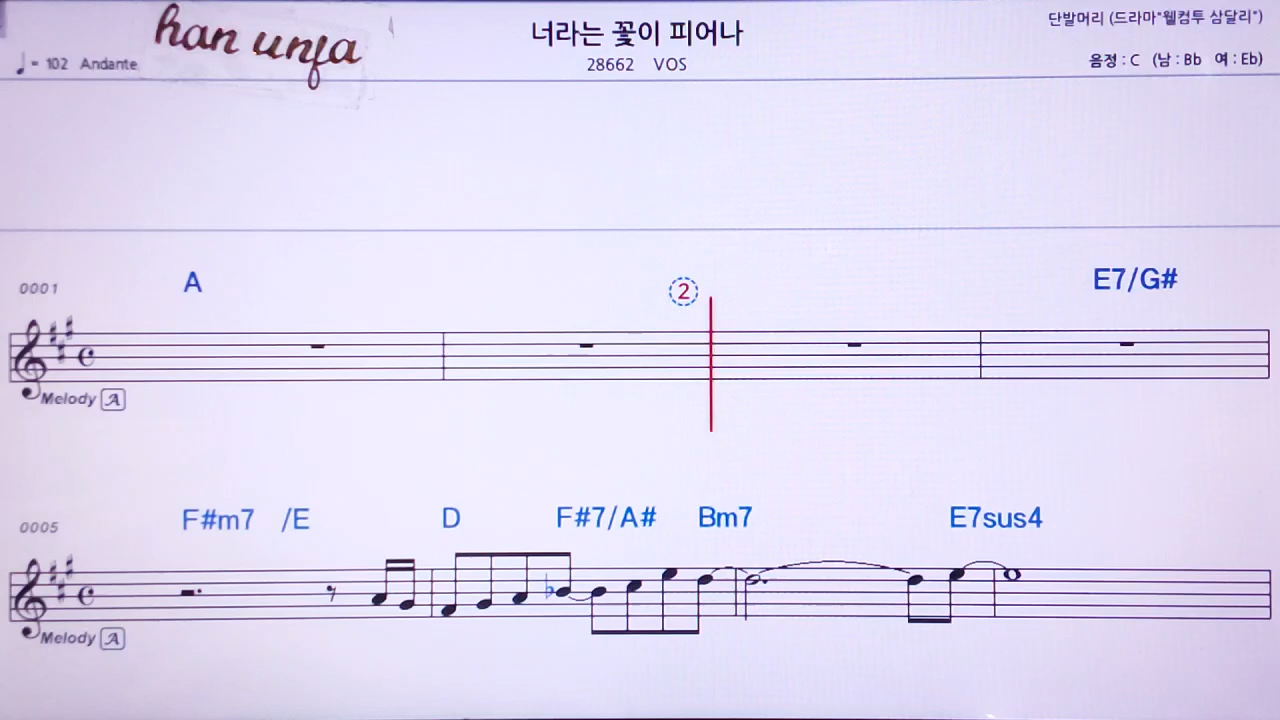 han unfa
너라는 꽃이 피어나
단발머리 (드라마"웰컴투 삼달리")
♩= 102 Andante
28662 VOS
음정 : C (남 : Bb 여 : Eb)
0001 A ② E7/G#
Melody A
0005 F#m7 /E D F#7/A# Bm7 E7sus4
Melody A